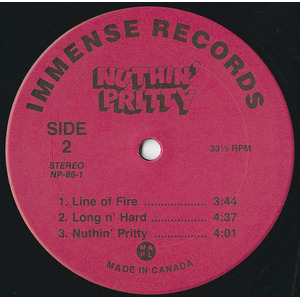 IMMENSE RECORDS
NUTHIN'
PRITTY
SIDE
2
33⅓ RPM
STEREO
NP-86-1
1. Line of Fire .................. 3:44
2. Long n' Hard ............... 4:37
3. Nuthin' Pritty ............... 4:01
M A
P L
MADE IN CANADA